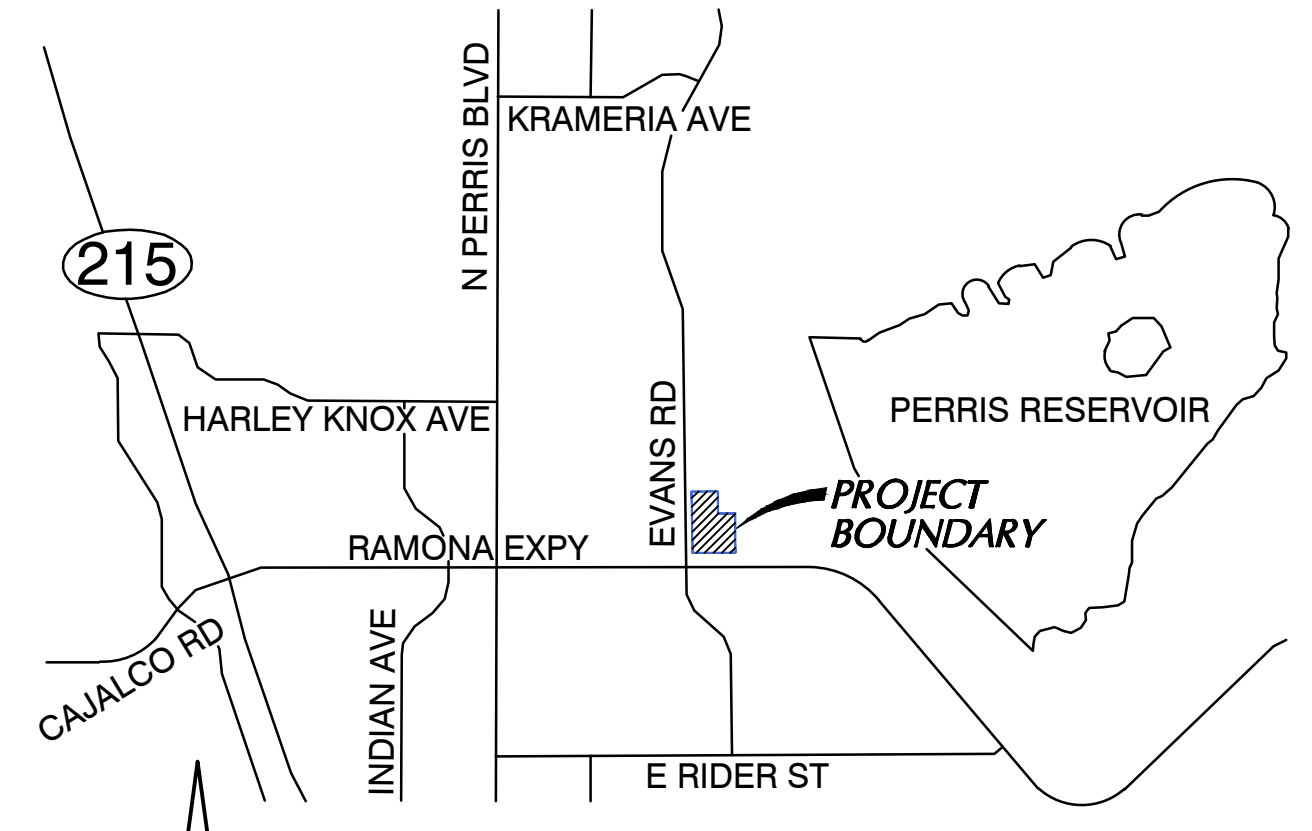 N PERRIS BLVD
KRAMERIA AVE
215
HARLEY KNOX AVE
EVANS RD
PERRIS RESERVOIR
PROJECT
BOUNDARY
RAMONA EXPY
CAJALCO RD
INDIAN AVE
E RIDER ST